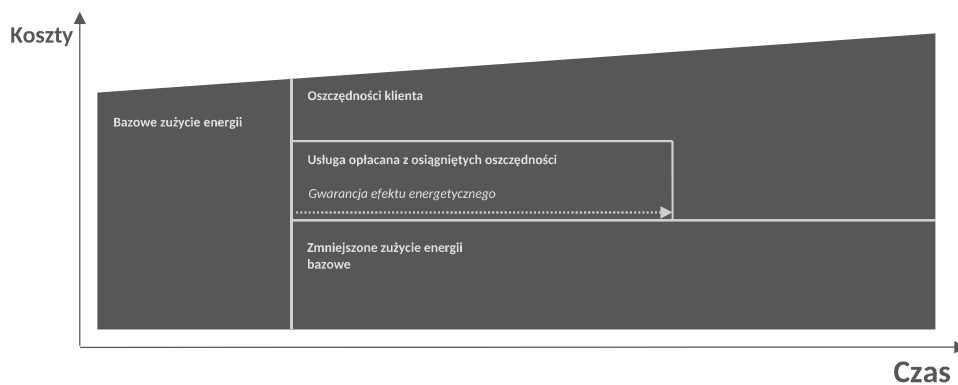 Koszty
Oszczędności klienta
Bazowe zużycie energii
Usługa opłacana z osiągniętych oszczędności
Gwarancja efektu energetycznego
Zmniejszone zużycie energii
bazowe
Czas